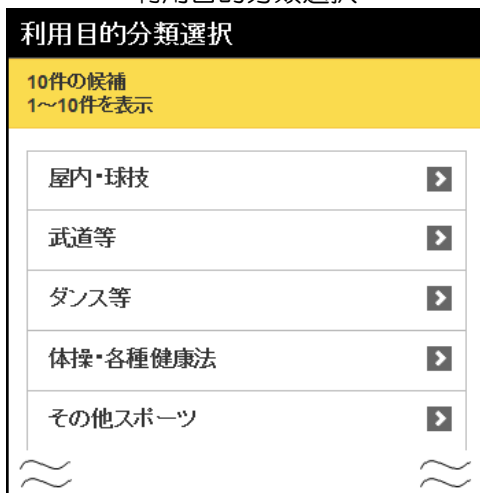 利用目的分類選択
利用目的分類選択
10件の候補
1～10件を表示
屋内・球技
武道等
ダンス等
体操・各種健康法
その他スポーツ